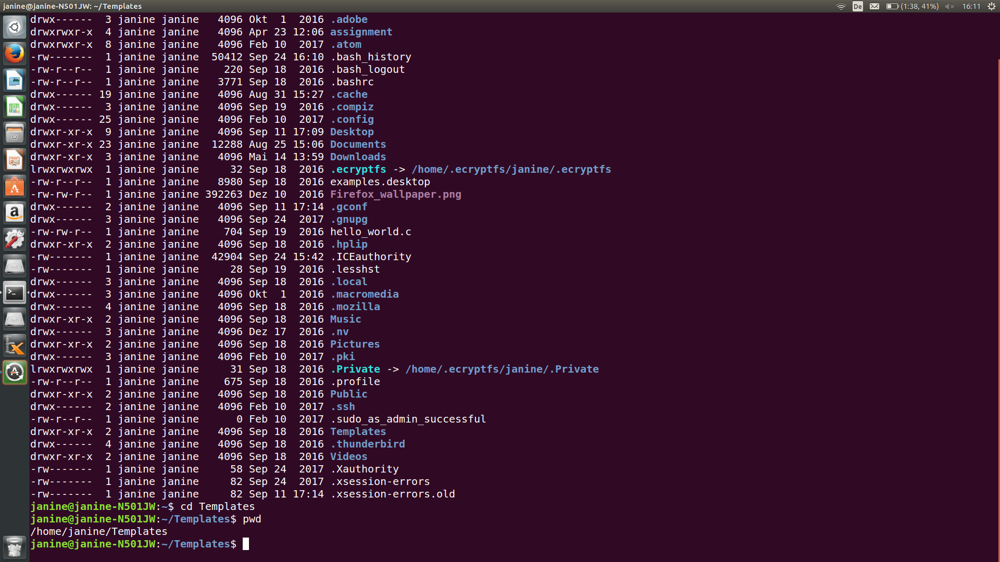 janine@janine-N501JW: ~/Templates
De
(1:38, 41%)
16:11
drwx------  3 janine janine   4096 Okt  1  2016 .adobe
drwxrwxr-x  4 janine janine   4096 Apr 23 12:06 assignment
drwxrwxr-x  8 janine janine   4096 Feb 10  2017 .atom
-rw-------  1 janine janine  50412 Sep 24 16:10 .bash_history
-rw-r--r--  1 janine janine    220 Sep 18  2016 .bash_logout
-rw-r--r--  1 janine janine   3771 Sep 18  2016 .bashrc
drwx------ 19 janine janine   4096 Aug 31 15:27 .cache
drwx------  3 janine janine   4096 Sep 19  2016 .compiz
drwx------ 25 janine janine   4096 Feb 10  2017 .config
drwxr-xr-x  9 janine janine   4096 Sep 11 17:09 Desktop
drwxr-xr-x 23 janine janine  12288 Aug 25 15:06 Documents
drwxr-xr-x  3 janine janine   4096 Mai 14 13:59 Downloads
lrwxrwxrwx  1 janine janine     32 Sep 18  2016 .ecryptfs -> /home/.ecryptfs/janine/.ecryptfs
-rw-r--r--  1 janine janine   8980 Sep 18  2016 examples.desktop
-rw-rw-r--  1 janine janine 392263 Dez 10  2016 Firefox_wallpaper.png
drwx------  2 janine janine   4096 Sep 11 17:14 .gconf
drwx------  3 janine janine   4096 Sep 24  2017 .gnupg
-rw-rw-r--  1 janine janine    704 Sep 19  2016 hello_world.c
drwxr-xr-x  2 janine janine   4096 Sep 18  2016 .hplip
-rw-------  1 janine janine  42904 Sep 24 15:42 .ICEauthority
-rw-------  1 janine janine     28 Sep 19  2016 .lesshst
drwx------  3 janine janine   4096 Sep 18  2016 .local
drwx------  3 janine janine   4096 Okt  1  2016 .macromedia
drwx------  4 janine janine   4096 Sep 18  2016 .mozilla
drwxr-xr-x  2 janine janine   4096 Sep 18  2016 Music
drwx------  3 janine janine   4096 Dez 17  2016 .nv
drwxr-xr-x  2 janine janine   4096 Sep 18  2016 Pictures
drwx------  3 janine janine   4096 Feb 10  2017 .pki
lrwxrwxrwx  1 janine janine     31 Sep 18  2016 .Private -> /home/.ecryptfs/janine/.Private
-rw-r--r--  1 janine janine    675 Sep 18  2016 .profile
drwxr-xr-x  2 janine janine   4096 Sep 18  2016 Public
drwx------  2 janine janine   4096 Feb 10  2017 .ssh
-rw-r--r--  1 janine janine      0 Feb 10  2017 .sudo_as_admin_successful
drwxr-xr-x  2 janine janine   4096 Sep 18  2016 Templates
drwx------  4 janine janine   4096 Sep 18  2016 .thunderbird
drwxr-xr-x  2 janine janine   4096 Sep 18  2016 Videos
-rw-------  1 janine janine     58 Sep 24  2017 .Xauthority
-rw-------  1 janine janine     82 Sep 24  2017 .xsession-errors
-rw-------  1 janine janine     82 Sep 11 17:14 .xsession-errors.old
janine@janine-N501JW:~$ cd Templates
janine@janine-N501JW:~/Templates$ pwd
/home/janine/Templates
janine@janine-N501JW:~/Templates$